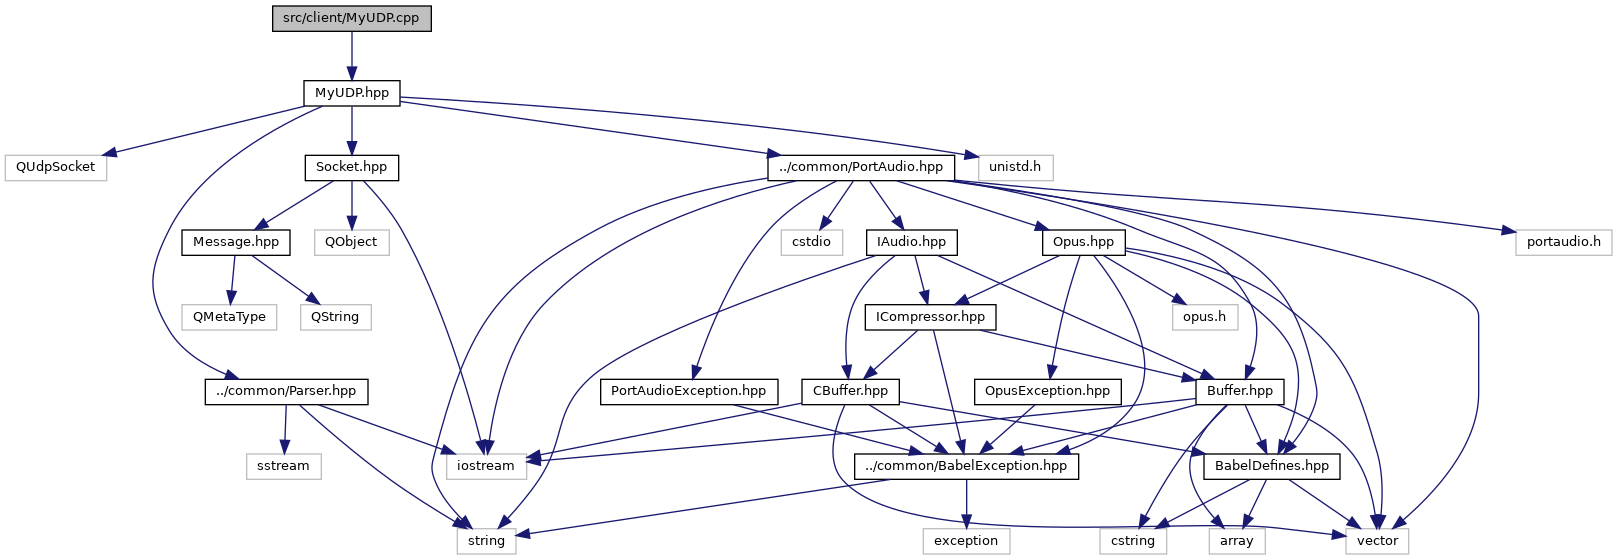 src/client/MyUDP.cpp
MyUDP.hpp
QUdpSocket
Socket.hpp
../common/PortAudio.hpp
unistd.h
Message.hpp
QObject
cstdio
IAudio.hpp
Opus.hpp
portaudio.h
QMetaType
QString
ICompressor.hpp
opus.h
../common/Parser.hpp
PortAudioException.hpp
CBuffer.hpp
OpusException.hpp
Buffer.hpp
sstream
iostream
../common/BabelException.hpp
BabelDefines.hpp
string
exception
cstring
array
vector